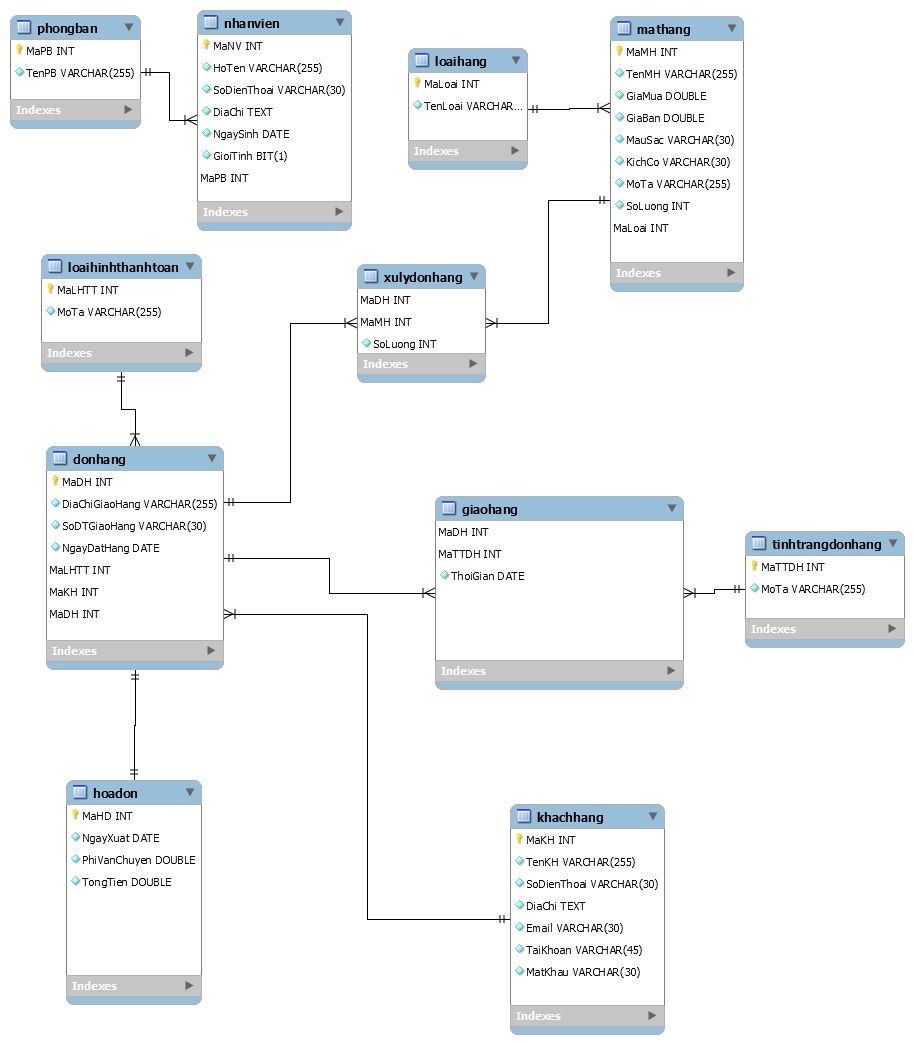 phongban
MaPB INT
TenPB VARCHAR(255)
Indexes
nhanvien
MaNV INT
HoTen VARCHAR(255)
SoDienThoai VARCHAR(30)
DiaChi TEXT
NgaySinh DATE
GioiTinh BIT(1)
MaPB INT
Indexes
loaihang
MaLoai INT
TenLoai VARCHAR...
Indexes
mathang
MaMH INT
TenMH VARCHAR(255)
GiaMua DOUBLE
GiaBan DOUBLE
MauSac VARCHAR(30)
KichCo VARCHAR(30)
MoTa VARCHAR(255)
SoLuong INT
MaLoai INT
Indexes
loaihinhthanhtoan
MaLHTT INT
MoTa VARCHAR(255)
Indexes
xulydonhang
MaDH INT
MaMH INT
SoLuong INT
Indexes
donhang
MaDH INT
DiaChiGiaoHang VARCHAR(255)
SoDTGiaoHang VARCHAR(30)
NgayDatHang DATE
MaLHTT INT
MaKH INT
MaDH INT
Indexes
giaohang
MaDH INT
MaTTDH INT
ThoiGian DATE
Indexes
tinhtrangdonhang
MaTTDH INT
MoTa VARCHAR(255)
Indexes
hoadon
MaHD INT
NgayXuat DATE
PhiVanChuyen DOUBLE
TongTien DOUBLE
Indexes
khachhang
MaKH INT
TenKH VARCHAR(255)
SoDienThoai VARCHAR(30)
DiaChi TEXT
Email VARCHAR(30)
TaiKhoan VARCHAR(45)
MatKhau VARCHAR(30)
Indexes